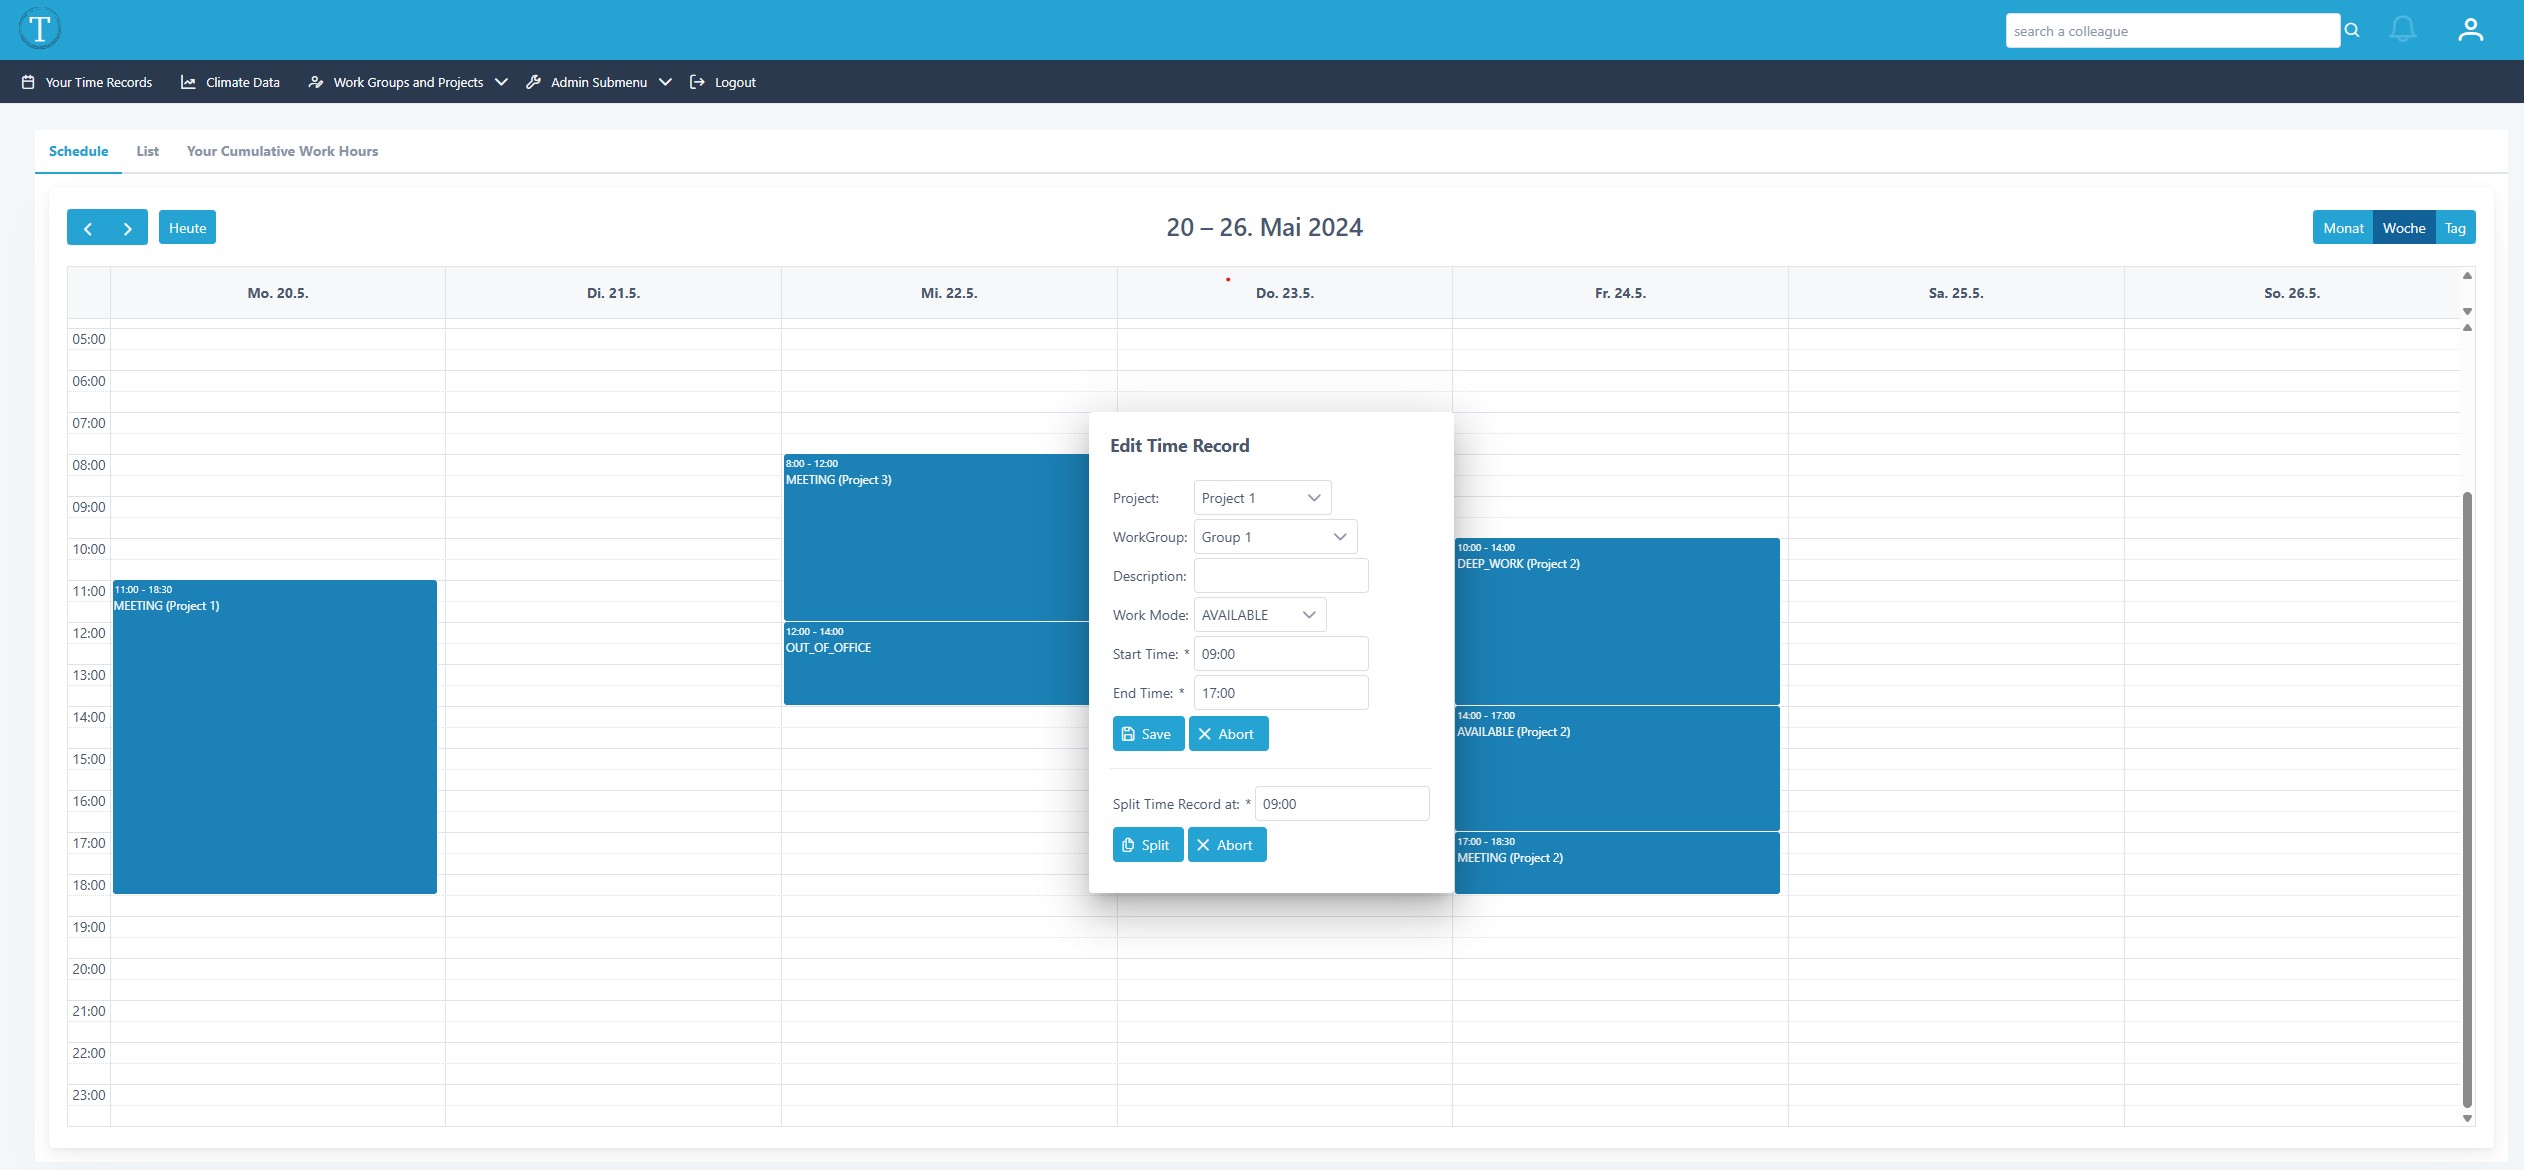 T
search a colleague
Your Time Records Climate Data Work Groups and Projects Admin Submenu Logout
Schedule List Your Cumulative Work Hours
Heute 20 – 26. Mai 2024 Monat Woche Tag
Mo. 20.5. Di. 21.5. Mi. 22.5. Do. 23.5. Fr. 24.5. Sa. 25.5. So. 26.5.
05:00
06:00
07:00
08:00
09:00
10:00
11:00
12:00
13:00
14:00
15:00
16:00
17:00
18:00
19:00
20:00
21:00
22:00
23:00
11:00 - 18:30
MEETING (Project 1)
8:00 - 12:00
MEETING (Project 3)
12:00 - 14:00
OUT_OF_OFFICE
Edit Time Record
Project: Project 1
WorkGroup: Group 1
Description:
Work Mode: AVAILABLE
Start Time: * 09:00
End Time: * 17:00
Save Abort
Split Time Record at: * 09:00
Split Abort
10:00 - 14:00
DEEP_WORK (Project 2)
14:00 - 17:00
AVAILABLE (Project 2)
17:00 - 18:30
MEETING (Project 2)